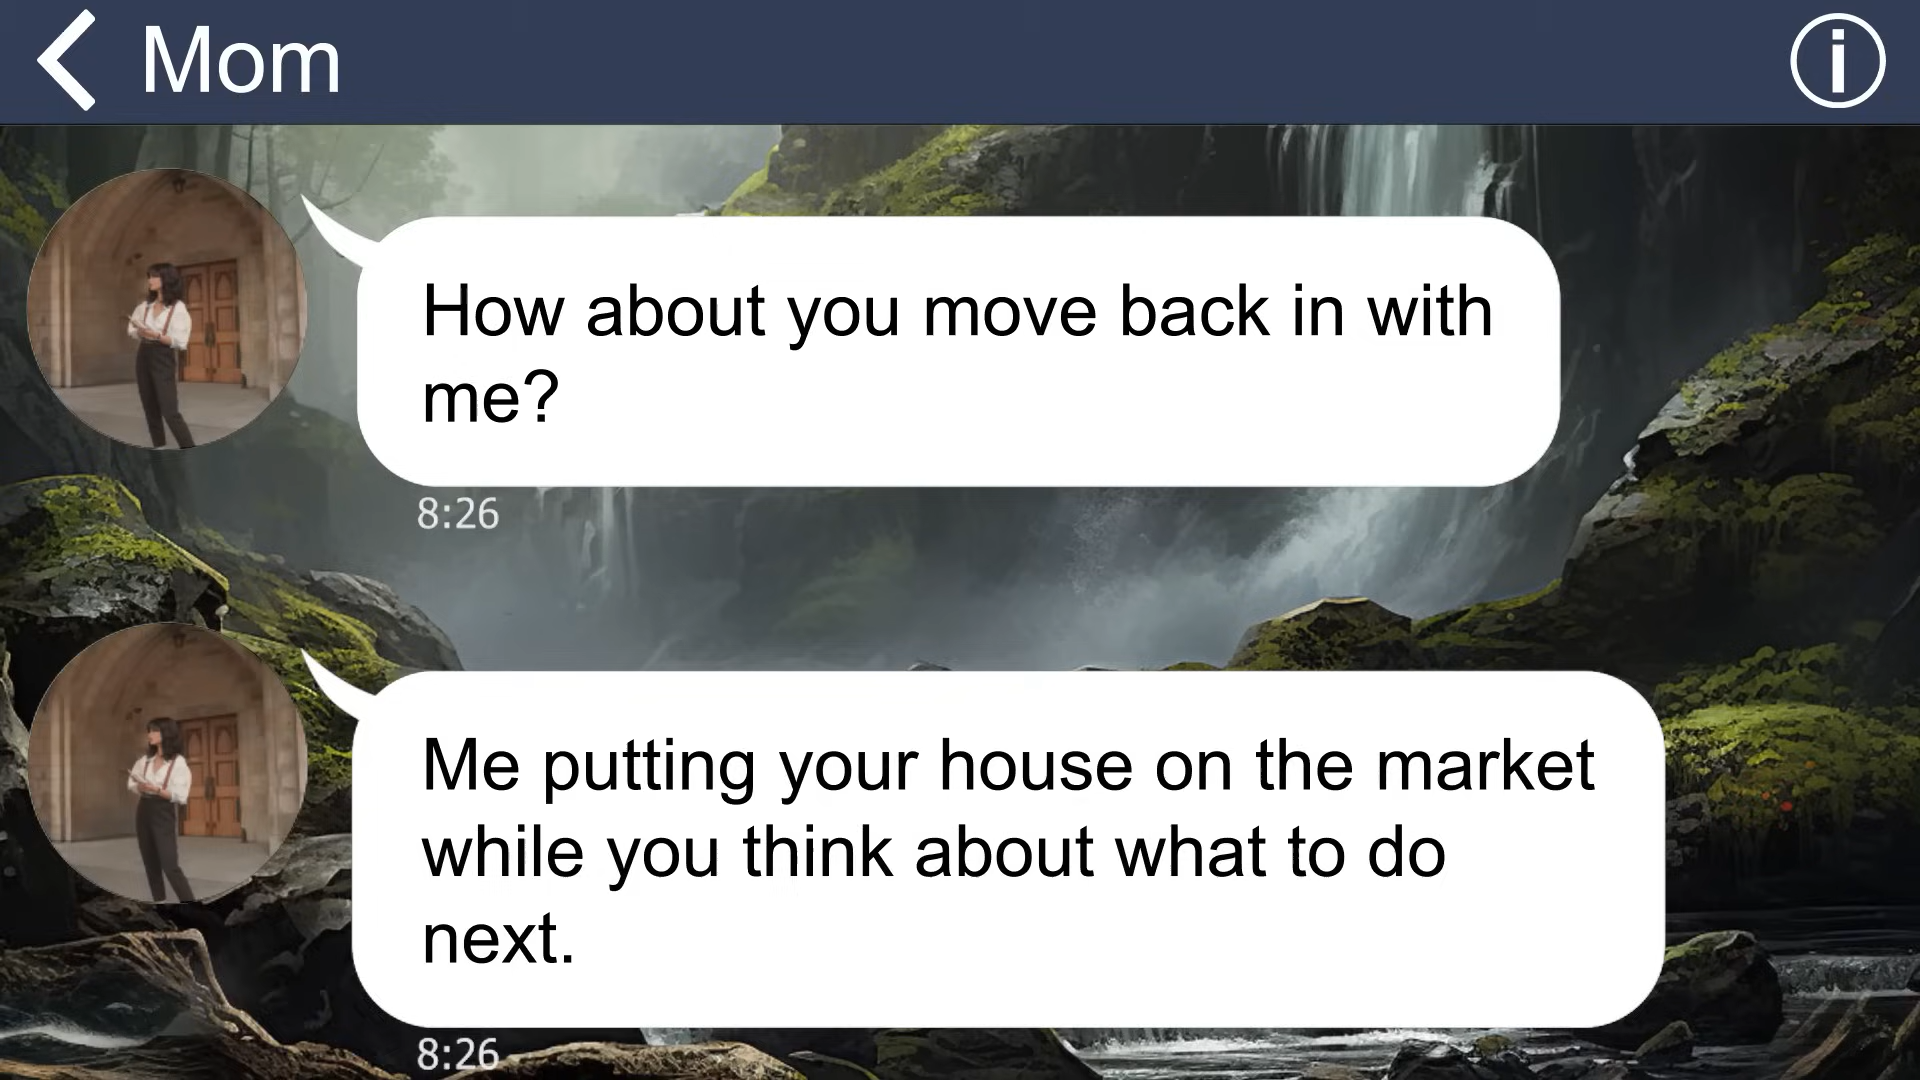 Mom
How about you move back in with
me?
8:26
Me putting your house on the market
while you think about what to do
next.
8:26